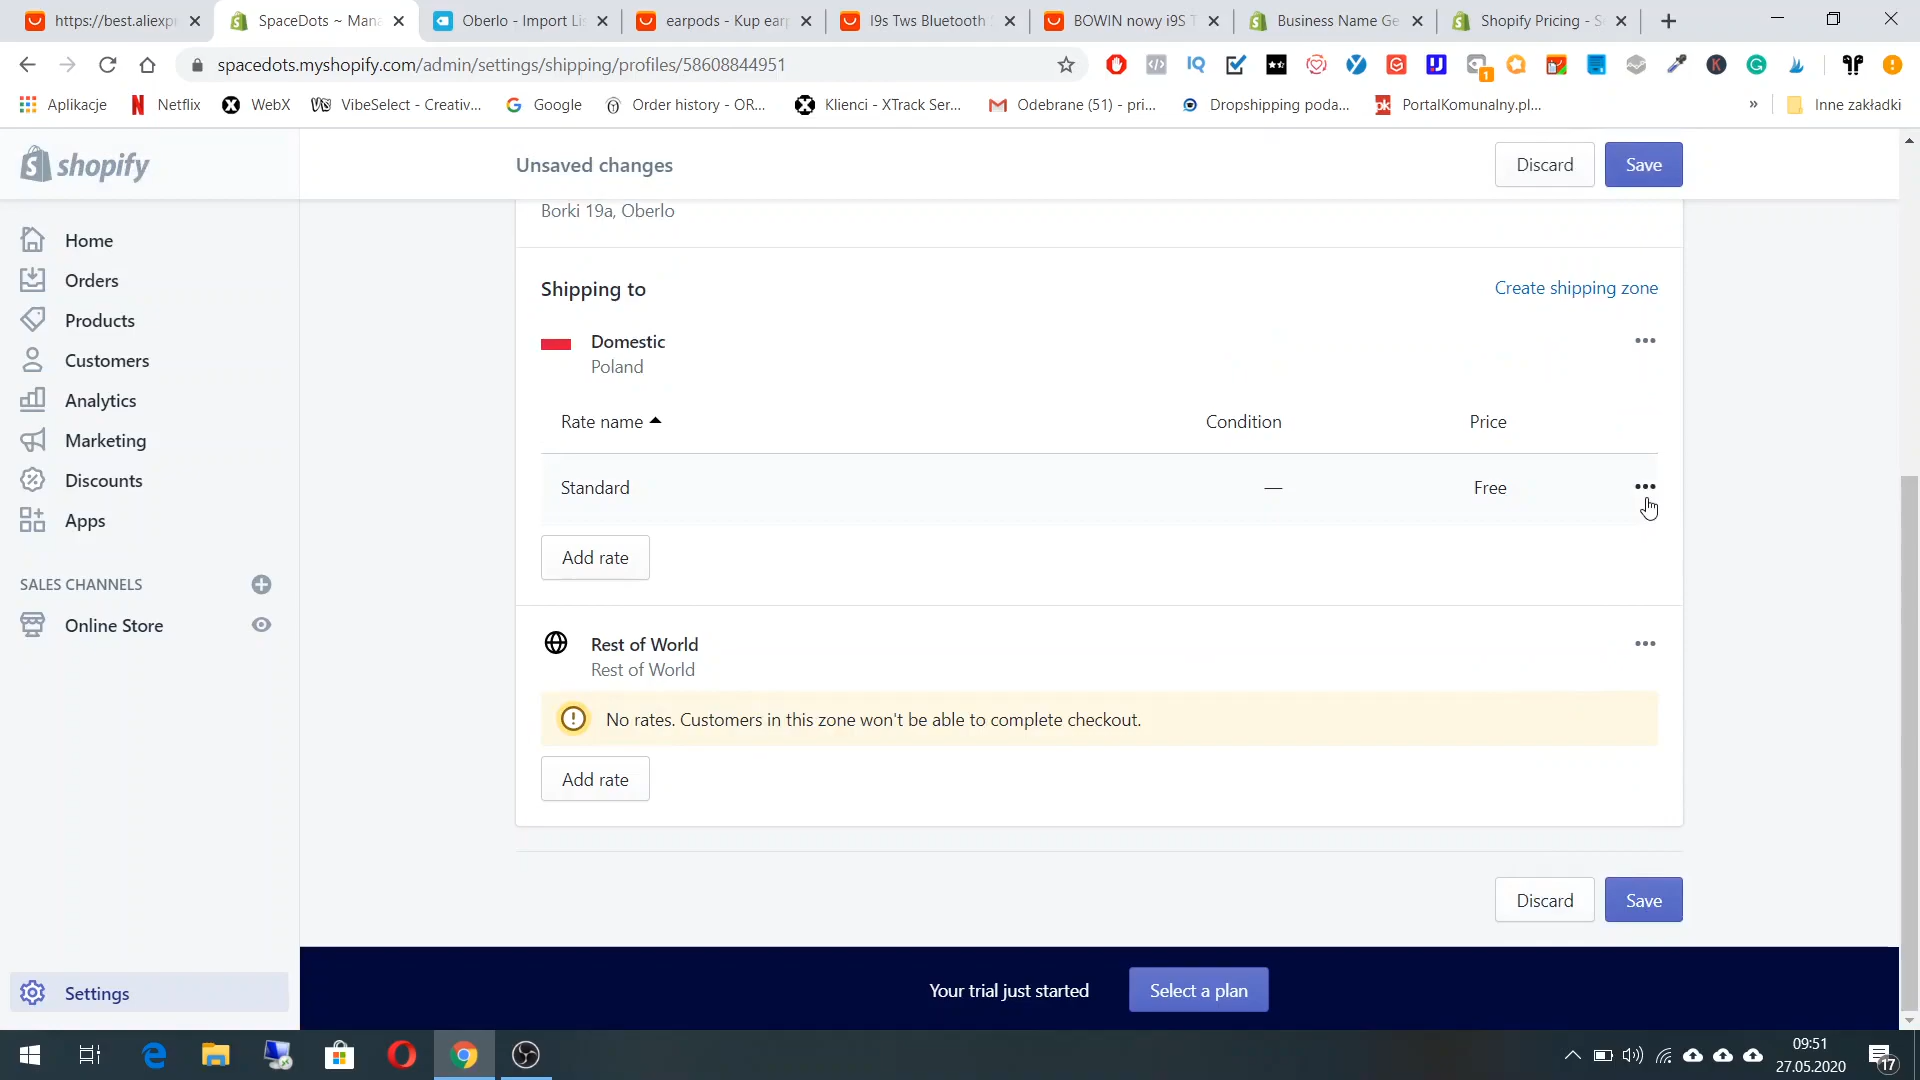 https://best.aliexpr
SpaceDots ~ Mana
Oberlo - Import Lis
earpods - Kup earp
I9s Tws Bluetooth S
BOWIN nowy i9S T
Business Name Ge
Shopify Pricing - S
spacedots.myshopify.com/admin/settings/shipping/profiles/58608844951
Aplikacje
Netflix
WebX
VibeSelect - Creativ...
Google
Order history - OR...
Klienci - XTrack Ser...
Odebrane (51) - pri...
Dropshipping poda...
PortalKomunalny.pl...
»
Inne zakładki
shopify
Unsaved changes
Discard
Save
Home
Orders
Products
Customers
Analytics
Marketing
Discounts
Apps
SALES CHANNELS
Online Store
Settings
Borki 19a, Oberlo
Shipping to
Create shipping zone
Domestic
Poland
Rate name
Condition
Price
Standard
—
Free
Add rate
Rest of World
Rest of World
No rates. Customers in this zone won't be able to complete checkout.
Add rate
Discard
Save
Your trial just started
Select a plan
09:51
27.05.2020
17